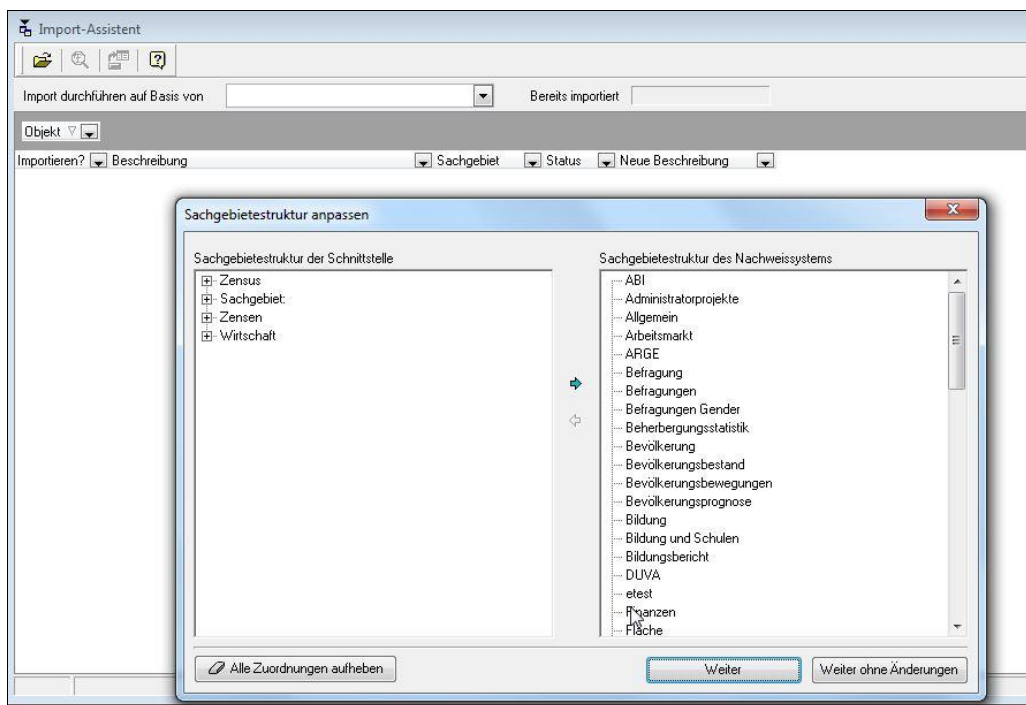 Import-Assistent
Import durchführen auf Basis von Bereits importiert
Objekt
Importieren? Beschreibung Sachgebiet Status Neue Beschreibung
Sachgebietestruktur anpassen
Sachgebietestruktur der Schnittstelle
Zensus
Sachgebiet:
Zensen
Wirtschaft
Sachgebietestruktur des Nachweissystems
ABI
Administratorprojekte
Allgemein
Arbeitsmarkt
ARGE
Befragung
Befragungen
Befragungen Gender
Beherbergungsstatistik
Bevölkerung
Bevölkerungsbestand
Bevölkerungsbewegungen
Bevölkerungsprognose
Bildung
Bildung und Schulen
Bildungsbericht
DUVA
etest
Finanzen
Fläche
Alle Zuordnungen aufheben Weiter Weiter ohne Änderungen